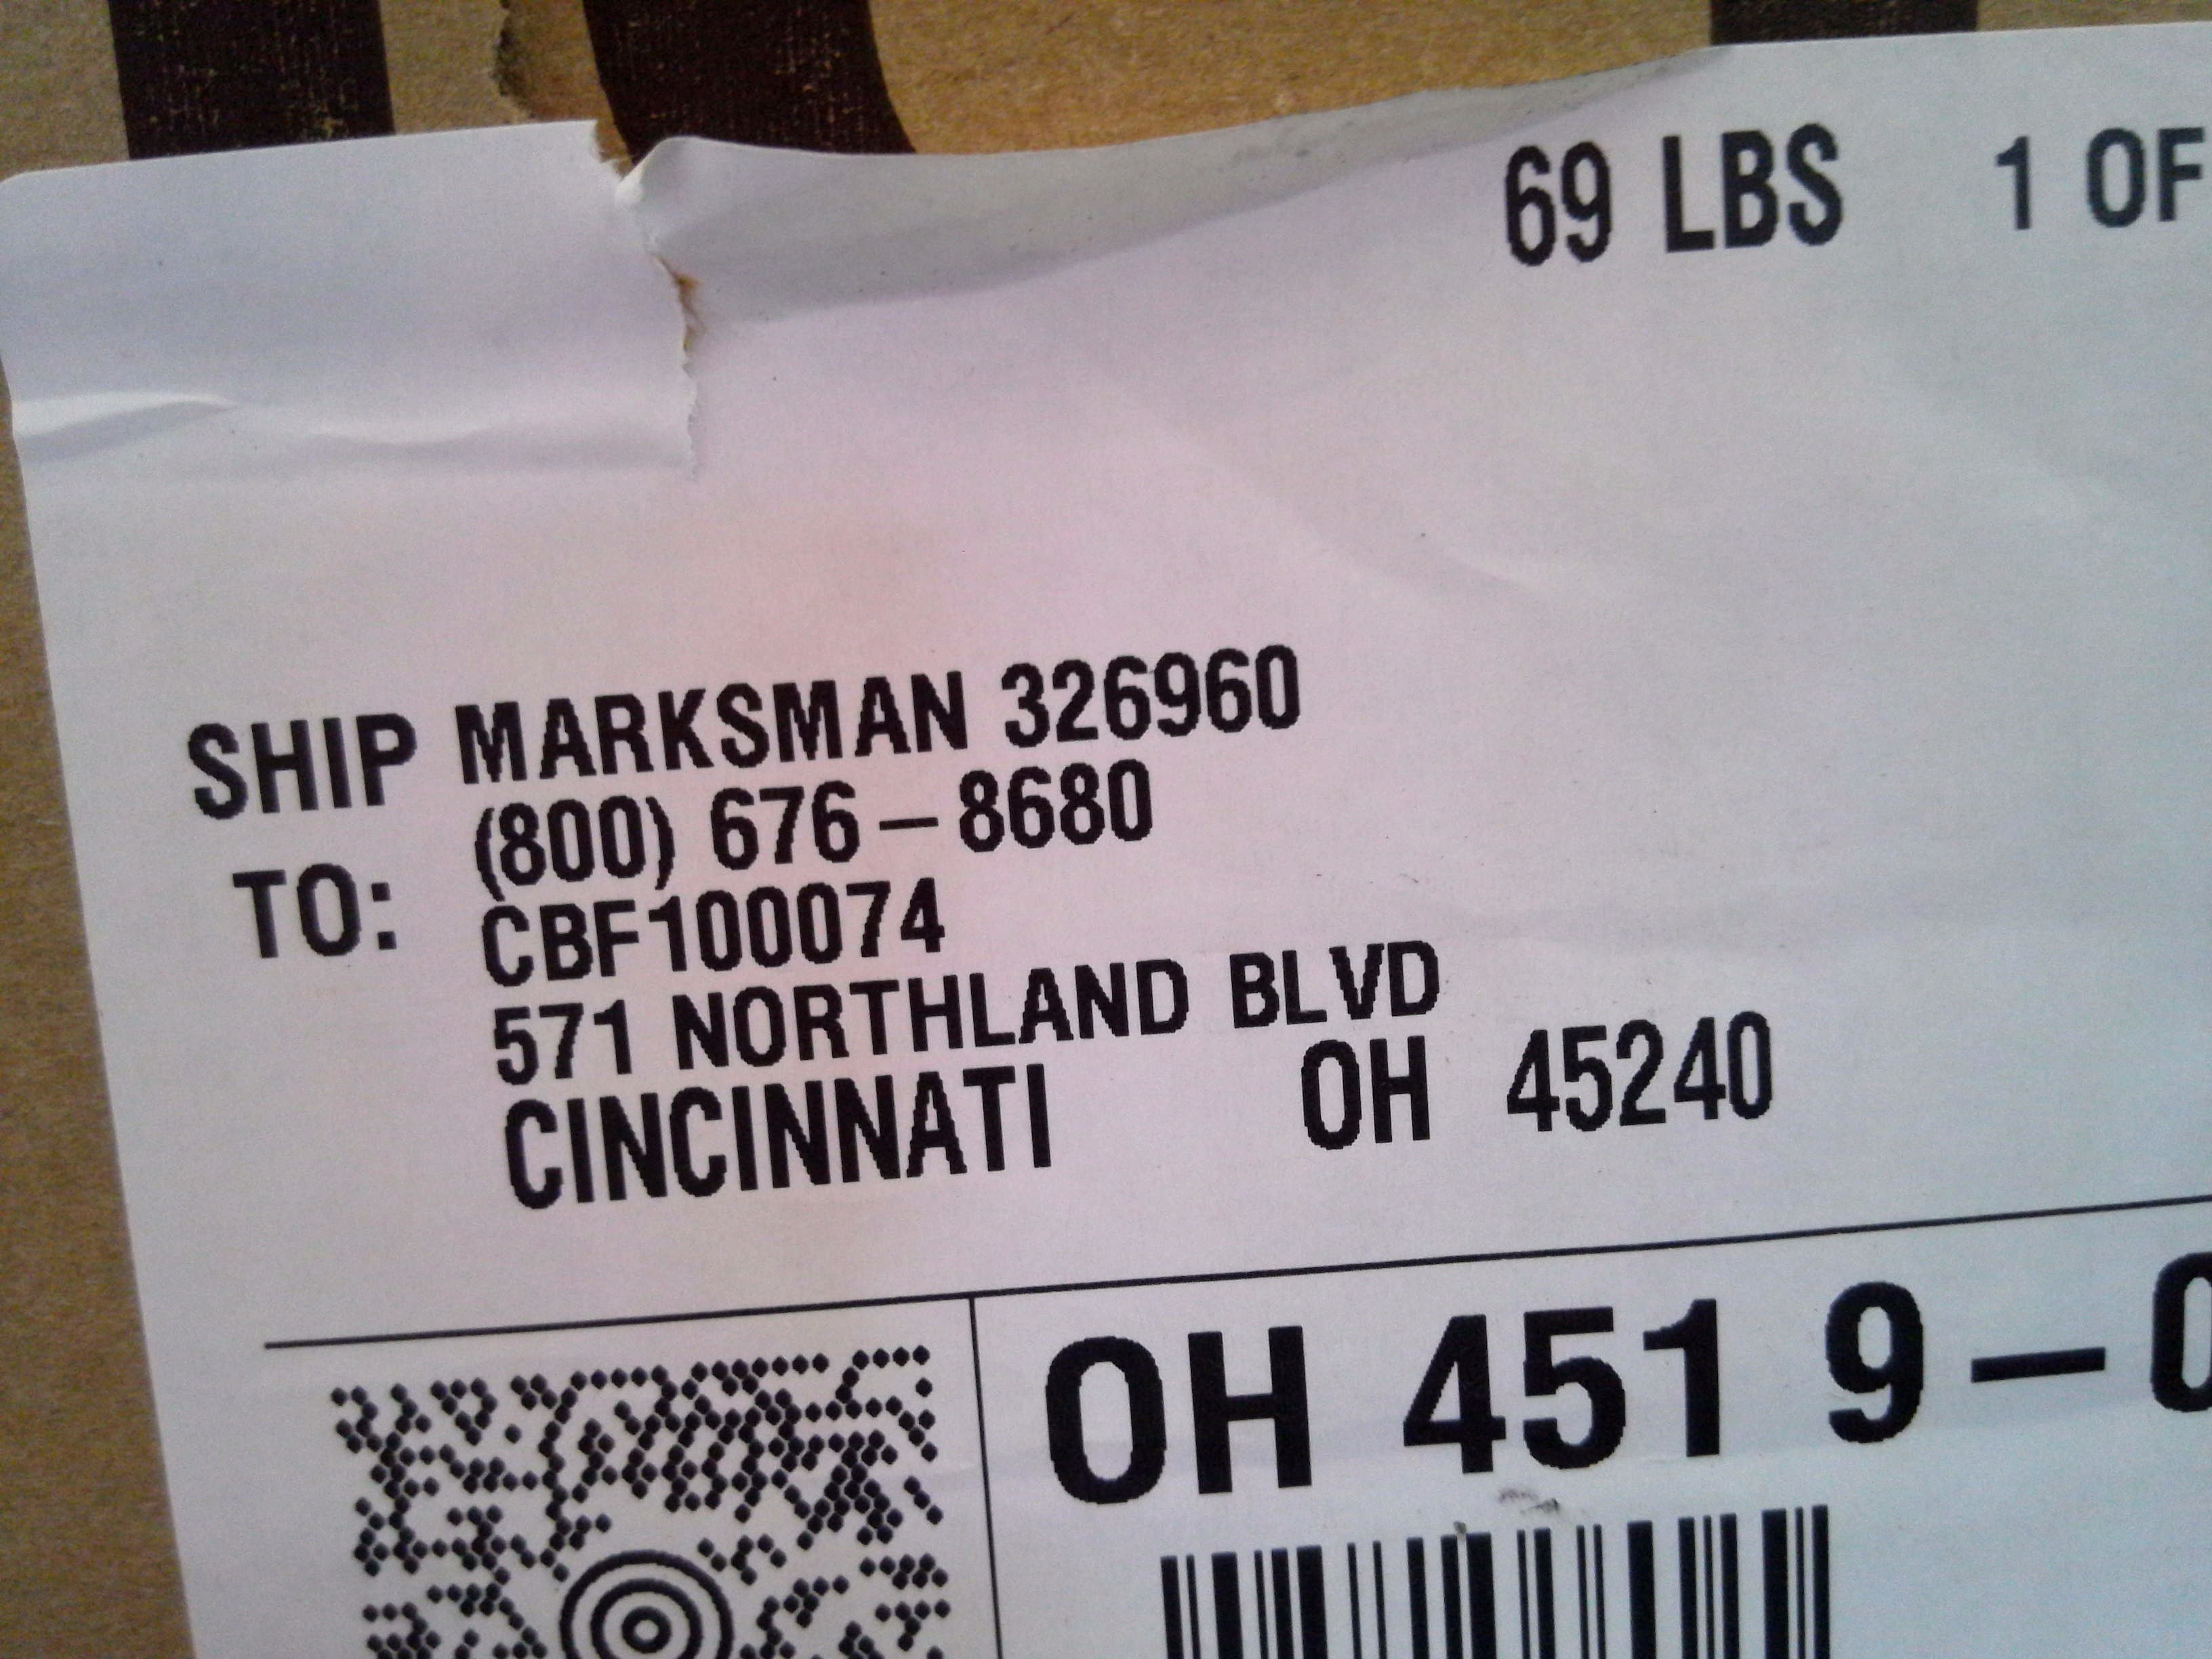 69 LBS 1 OF
SHIP MARKSMAN 326960
(800) 676-8680
TO: CBF100074
571 NORTHLAND BLVD
CINCINNATI OH 45240
OH 451 9-0